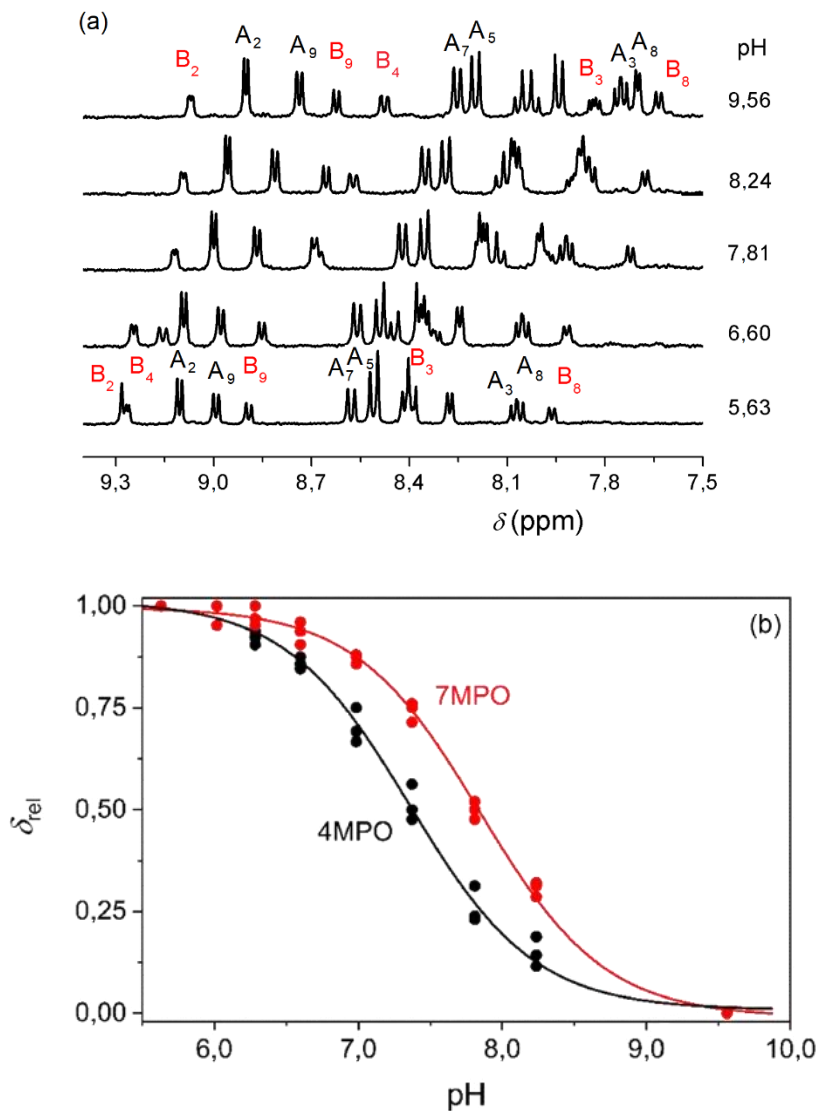 (a)
B2 A2 A9 B9 B4 A7 A5 B3 A3 A8 B8 pH
9,56
8,24
7,81
6,60
B2 B4 A2 A9 B9 A7 A5 B3 A3 A8 B8
5,63
9,3 9,0 8,7 8,4 8,1 7,8 7,5
δ (ppm)
(b)
1,00
0,75
0,50
0,25
0,00
δrel
7MPO
4MPO
6,0 7,0 8,0 9,0 10,0
pH